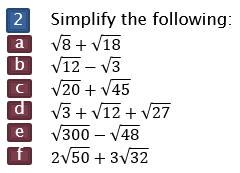 2 Simplify the following:
a √8 + √18
b √12 − √3
c √20 + √45
d √3 + √12 + √27
e √300 − √48
f 2√50 + 3√32